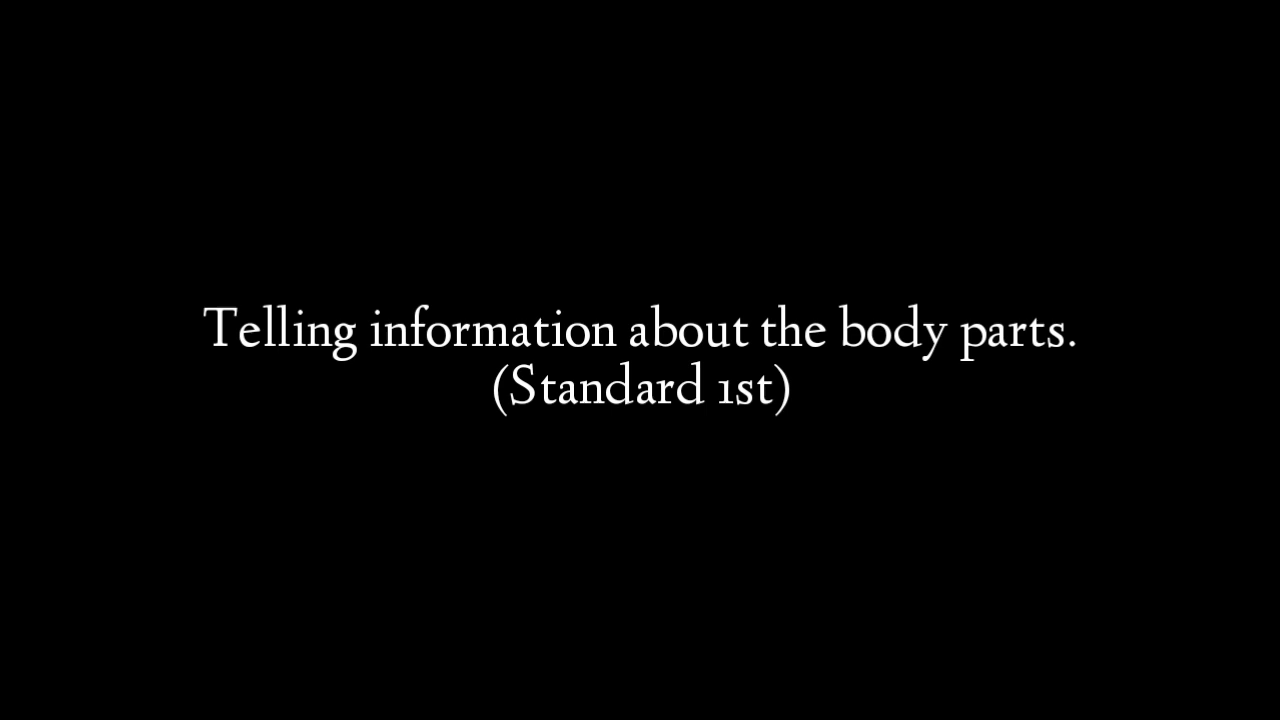 Telling information about the body parts.
(Standard 1st)